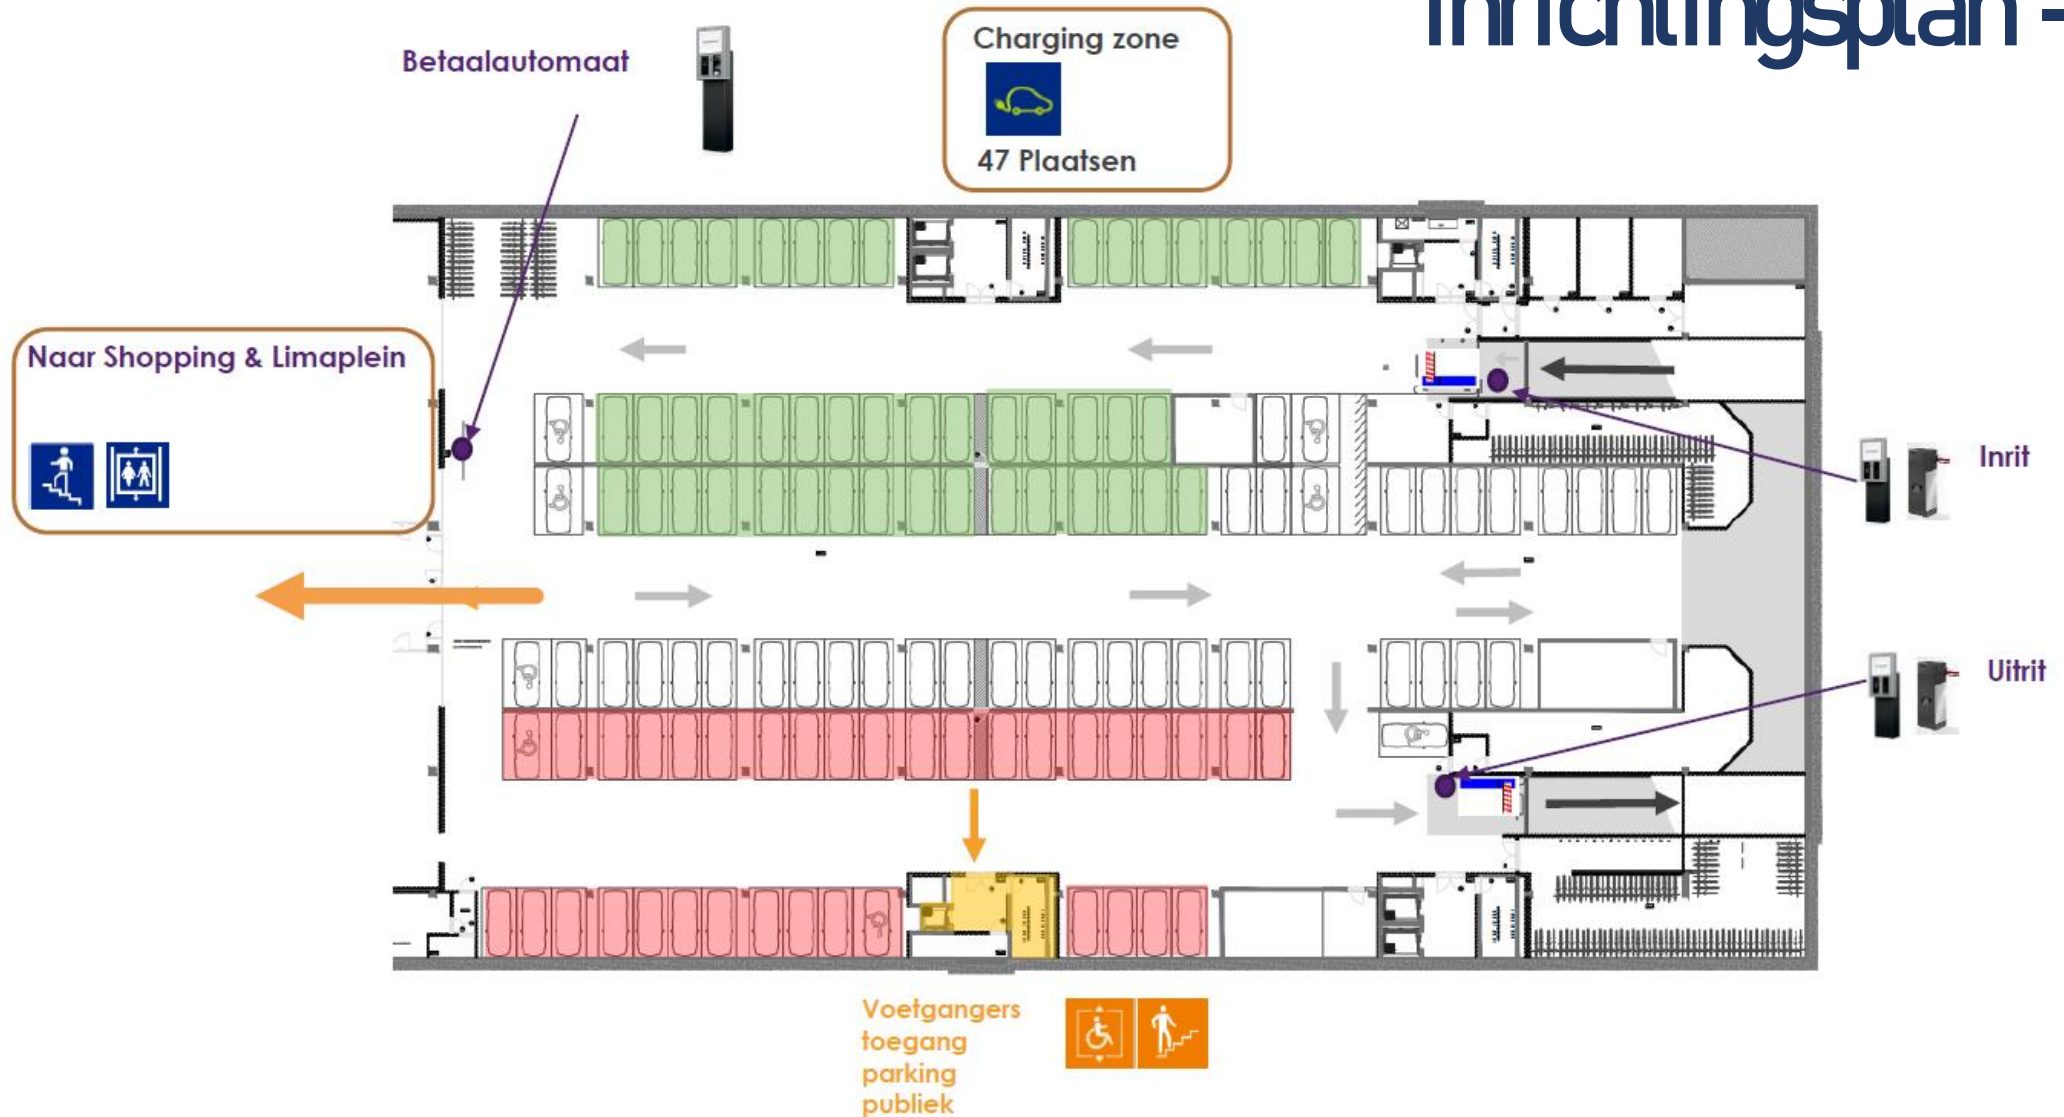 Inrichtingsplan -
Betaalautomaat
Charging zone
47 Plaatsen
Naar Shopping & Limaplein
Inrit
Uitrit
Voetgangers
toegang
parking
publiek